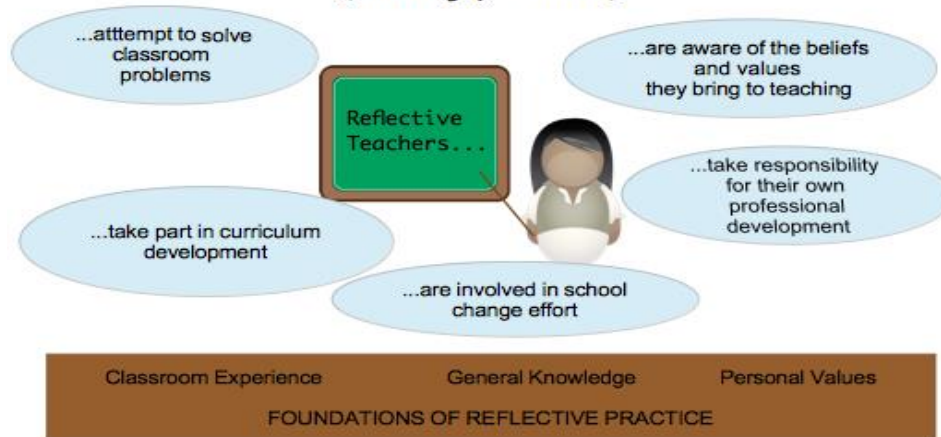 ...atttempt to solve
classroom
problems
...are aware of the beliefs
and values
they bring to teaching
Reflective
Teachers...
...take responsibility
for their own
professional
development
...take part in curriculum
development
...are involved in school
change effort
Classroom Experience General Knowledge Personal Values
FOUNDATIONS OF REFLECTIVE PRACTICE